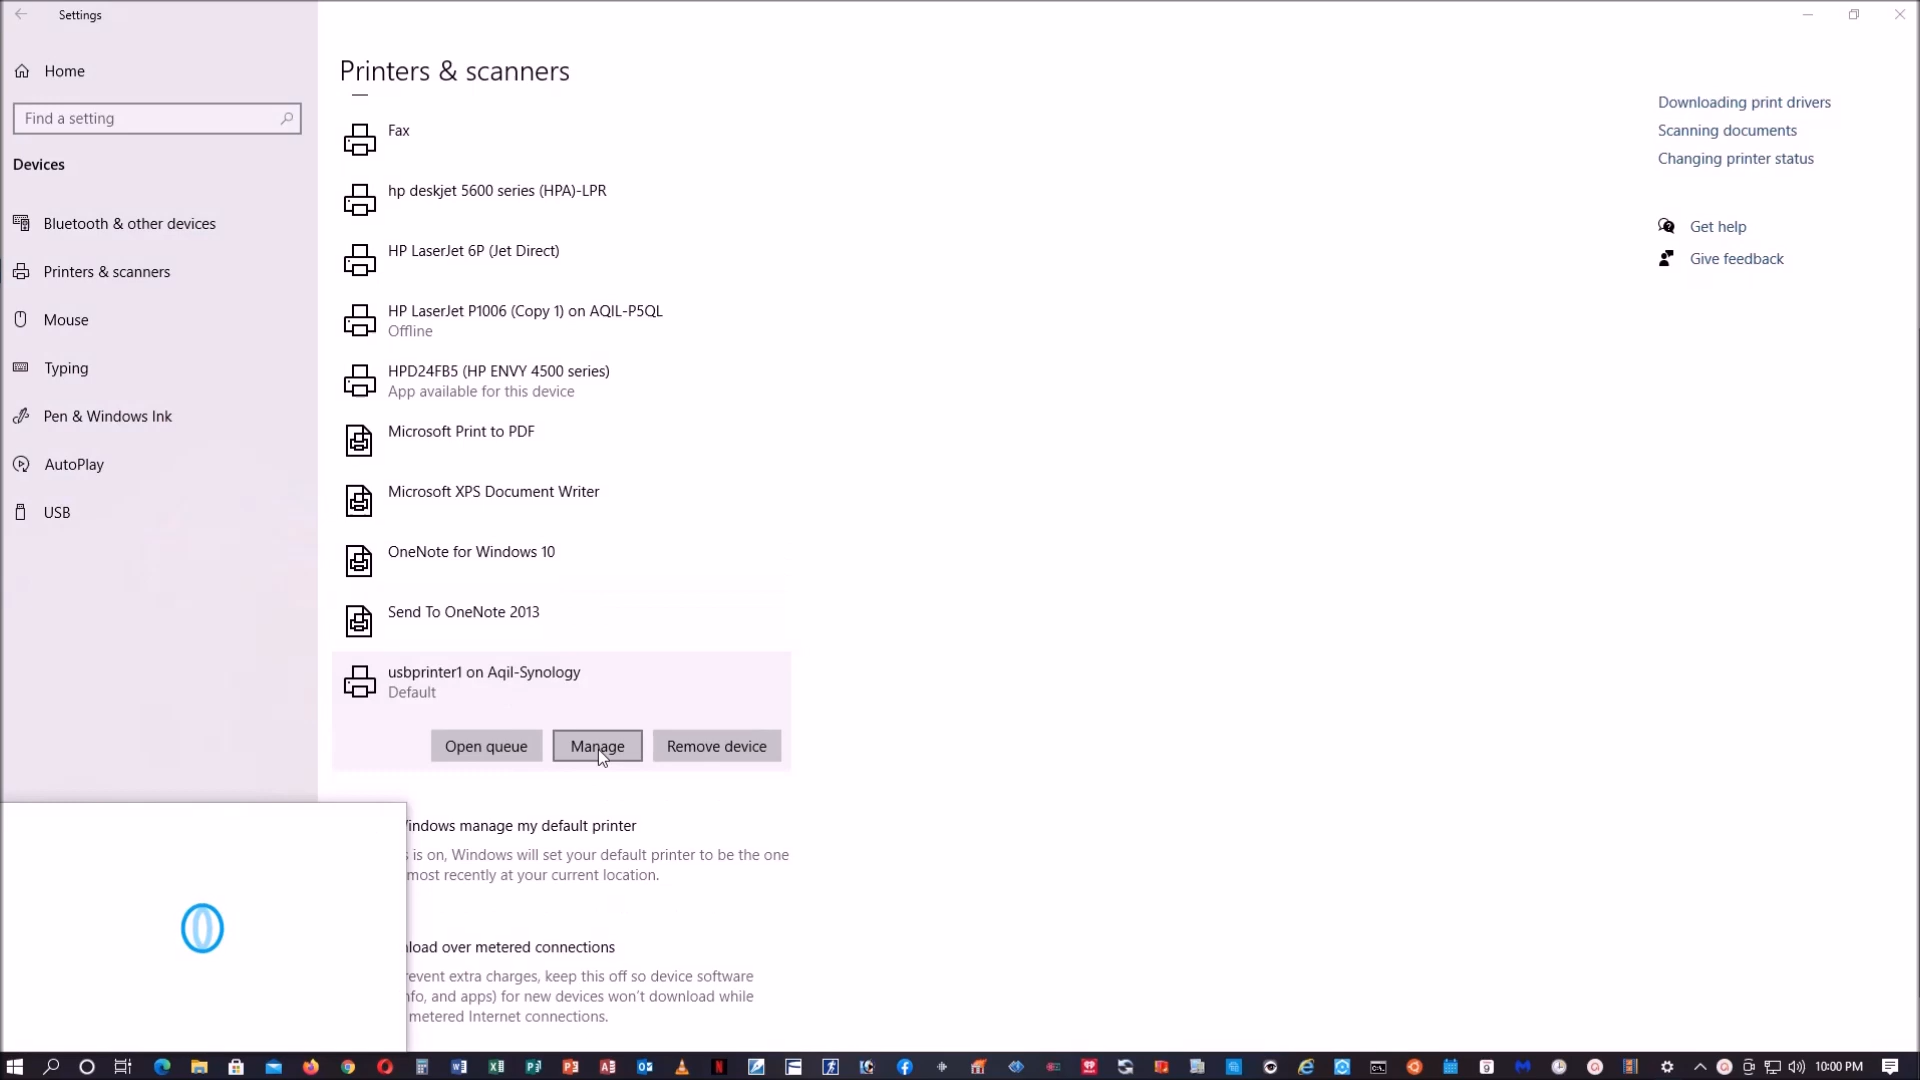 Settings
Home
Find a setting
Devices
Bluetooth & other devices
Printers & scanners
Mouse
Typing
Pen & Windows Ink
AutoPlay
USB
Printers & scanners
Fax
hp deskjet 5600 series (HPA)-LPR
HP LaserJet 6P (Jet Direct)
HP LaserJet P1006 (Copy 1) on AQIL-P5QL
Offline
HPD24FB5 (HP ENVY 4500 series)
App available for this device
Microsoft Print to PDF
Microsoft XPS Document Writer
OneNote for Windows 10
Send To OneNote 2013
usbprinter1 on Aqil-Synology
Default
Open queue
Manage
Remove device
indows manage my default printer
s is on, Windows will set your default printer to be the one
most recently at your current location.
load over metered connections
revent extra charges, keep this off so device software
nfo, and apps) for new devices won't download while
metered Internet connections.
Downloading print drivers
Scanning documents
Changing printer status
Get help
Give feedback
10:00 PM